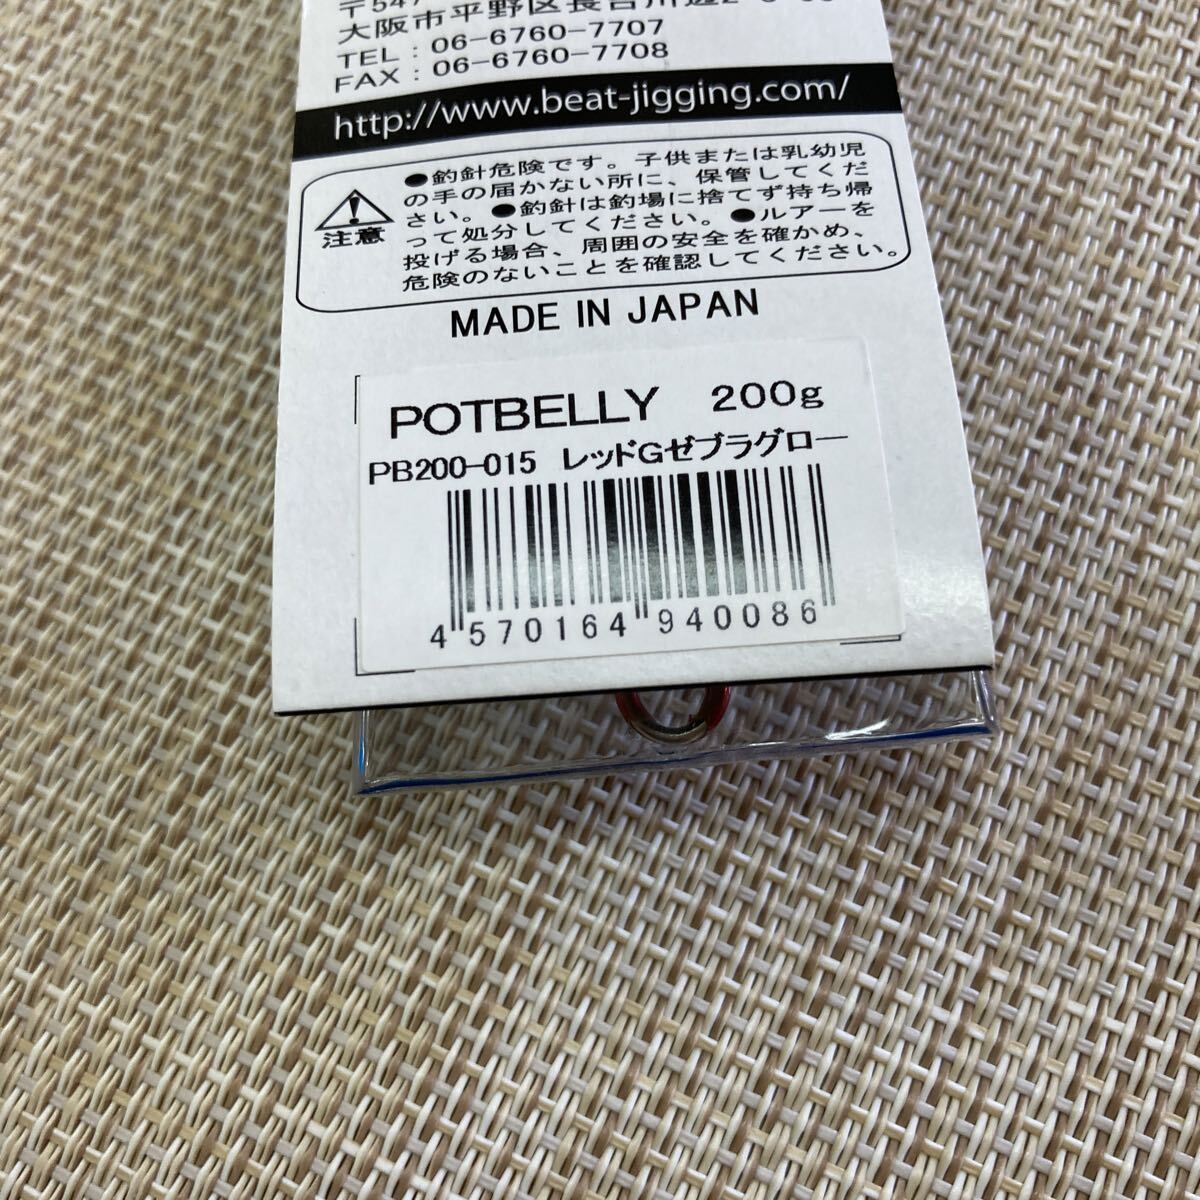 〒547
大阪市平野区長吉川辺2
TEL : 06-6760-7707
FAX : 06-6760-7708
http://www.beat-jigging.com/
注意
●釣針危険です。子供または乳幼児
の手の届かない所に、保管してくだ
さい。●釣針は釣場に捨てず持ち帰
って処分してください。●ルアーを
投げる場合、周囲の安全を確かめ、
危険のないことを確認してください。
MADE IN JAPAN
POTBELLY 200g
PB200-015 レッドGゼブラグロー
4 570164 940086